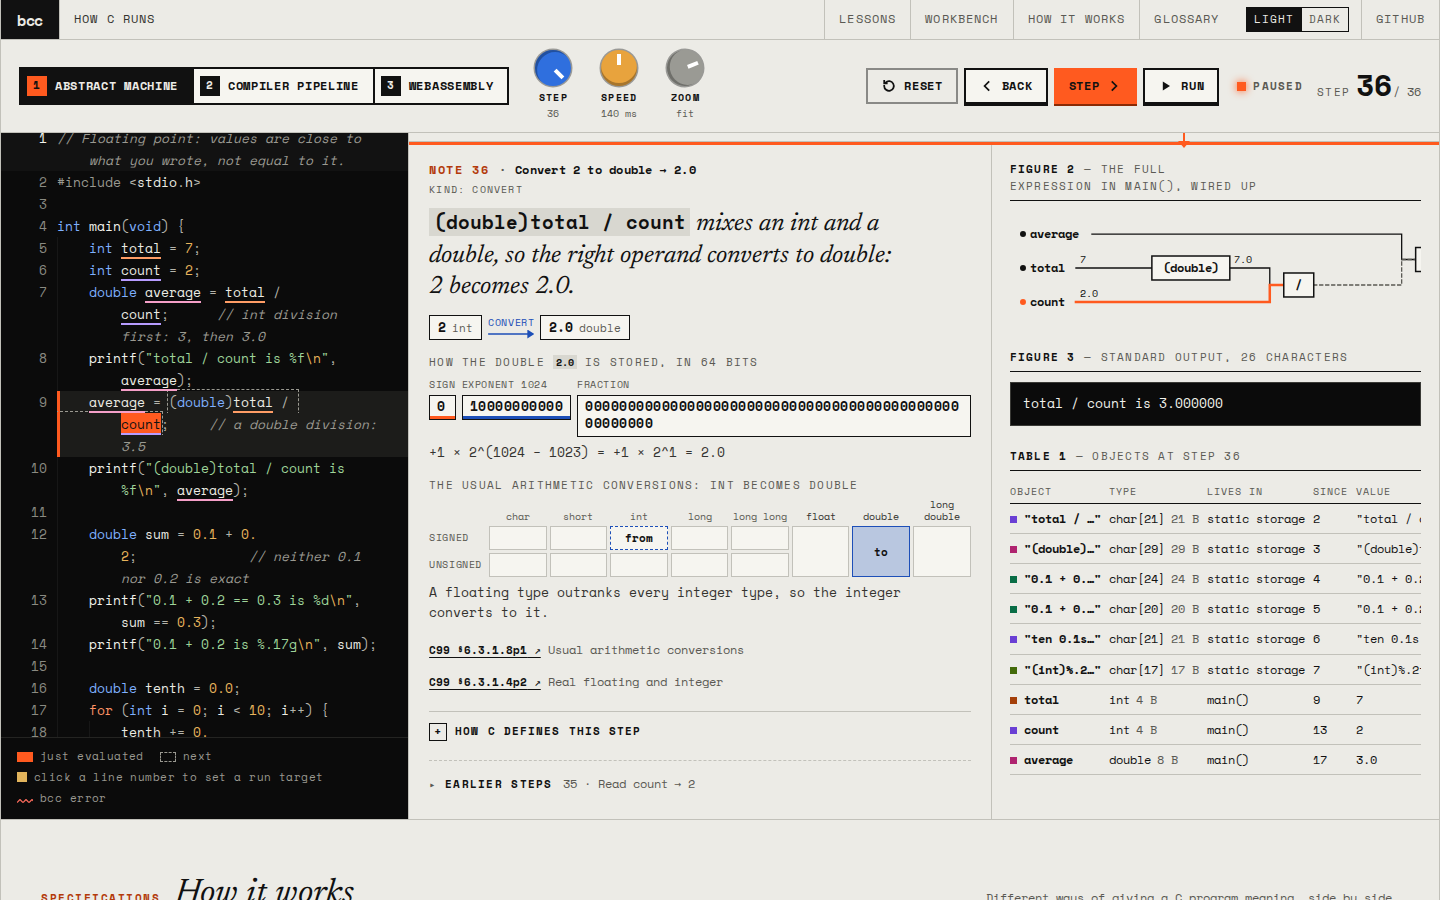 bcc HOW C RUNS LESSONS WORKBENCH HOW IT WORKS GLOSSARY LIGHT DARK GITHUB
1 ABSTRACT MACHINE 2 COMPILER PIPELINE 3 WEBASSEMBLY
STEP SPEED ZOOM
36 140 ms fit
RESET BACK STEP RUN PAUSED STEP 36 / 36
1 // Floating point: values are close to
what you wrote, not equal to it.
2 #include <stdio.h>
3
4 int main(void) {
5 int total = 7;
6 int count = 2;
7 double average = total /
count; // int division
first: 3, then 3.0
8 printf("total / count is %f\n",
average);
9 average = (double)total /
count; // a double division:
3.5
10 printf("(double)total / count is
%f\n", average);
11
12 double sum = 0.1 + 0.
2; // neither 0.1
nor 0.2 is exact
13 printf("0.1 + 0.2 == 0.3 is %d\n",
sum == 0.3);
14 printf("0.1 + 0.2 is %.17g\n", sum);
15
16 double tenth = 0.0;
17 for (int i = 0; i < 10; i++) {
18 tenth += 0.
just evaluated next
click a line number to set a run target
bcc error
NOTE 36 · Convert 2 to double → 2.0
KIND: CONVERT
(double)total / count mixes an int and a
double, so the right operand converts to double:
2 becomes 2.0.
2 int CONVERT 2.0 double
HOW THE DOUBLE 2.0 IS STORED, IN 64 BITS
SIGN EXPONENT 1024 FRACTION
0 10000000000 00000000000000000000000000000000000000000000
00000000
+1 × 2^(1024 − 1023) = +1 × 2^1 = 2.0
THE USUAL ARITHMETIC CONVERSIONS: INT BECOMES DOUBLE
char short int long long long float double long double
SIGNED from to
UNSIGNED
A floating type outranks every integer type, so the integer
converts to it.
C99 §6.3.1.8p1 ↗ Usual arithmetic conversions
C99 §6.3.1.4p2 ↗ Real floating and integer
+ HOW C DEFINES THIS STEP
▸ EARLIER STEPS 35 · Read count → 2
FIGURE 2 — THE FULL
EXPRESSION IN MAIN(), WIRED UP
average
total 7 (double) 7.0
count 2.0 /
FIGURE 3 — STANDARD OUTPUT, 26 CHARACTERS
total / count is 3.000000
TABLE 1 — OBJECTS AT STEP 36
OBJECT TYPE LIVES IN SINCE VALUE
"total / …" char[21] 21 B static storage 2 "total /
"(double)…" char[29] 29 B static storage 3 "(double)
"0.1 + 0.…" char[24] 24 B static storage 4 "0.1 + 0.
"0.1 + 0.…" char[20] 20 B static storage 5 "0.1 + 0.
"ten 0.1s…" char[21] 21 B static storage 6 "ten 0.1s
"(int)%.2…" char[17] 17 B static storage 7 "(int)%.2
total int 4 B main() 9 7
count int 4 B main() 13 2
average double 8 B main() 17 3.0
SPECIFICATIONS How it works
Different ways of giving a C program meaning, side by side.